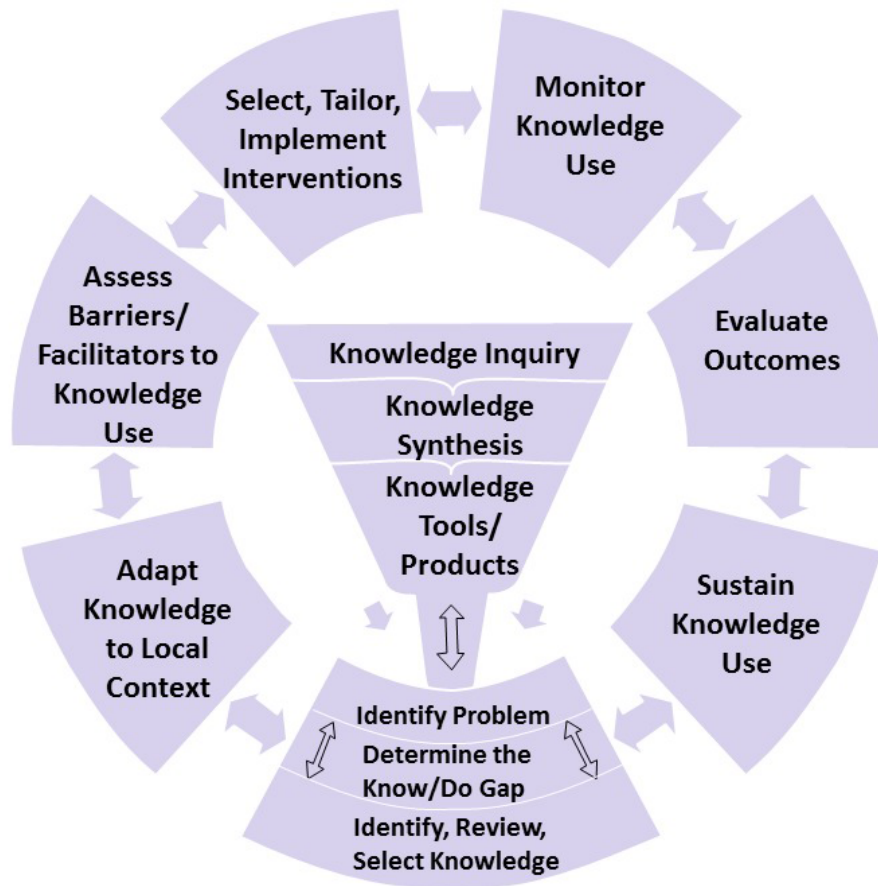 Select, Tailor,
Implement
Interventions
Monitor
Knowledge
Use
Assess
Barriers/
Facilitators to
Knowledge
Use
Evaluate
Outcomes
Knowledge Inquiry
Knowledge
Synthesis
Knowledge
Tools/
Products
Adapt
Knowledge
to Local
Context
Sustain
Knowledge
Use
Identify Problem
Determine the
Know/Do Gap
Identify, Review,
Select Knowledge